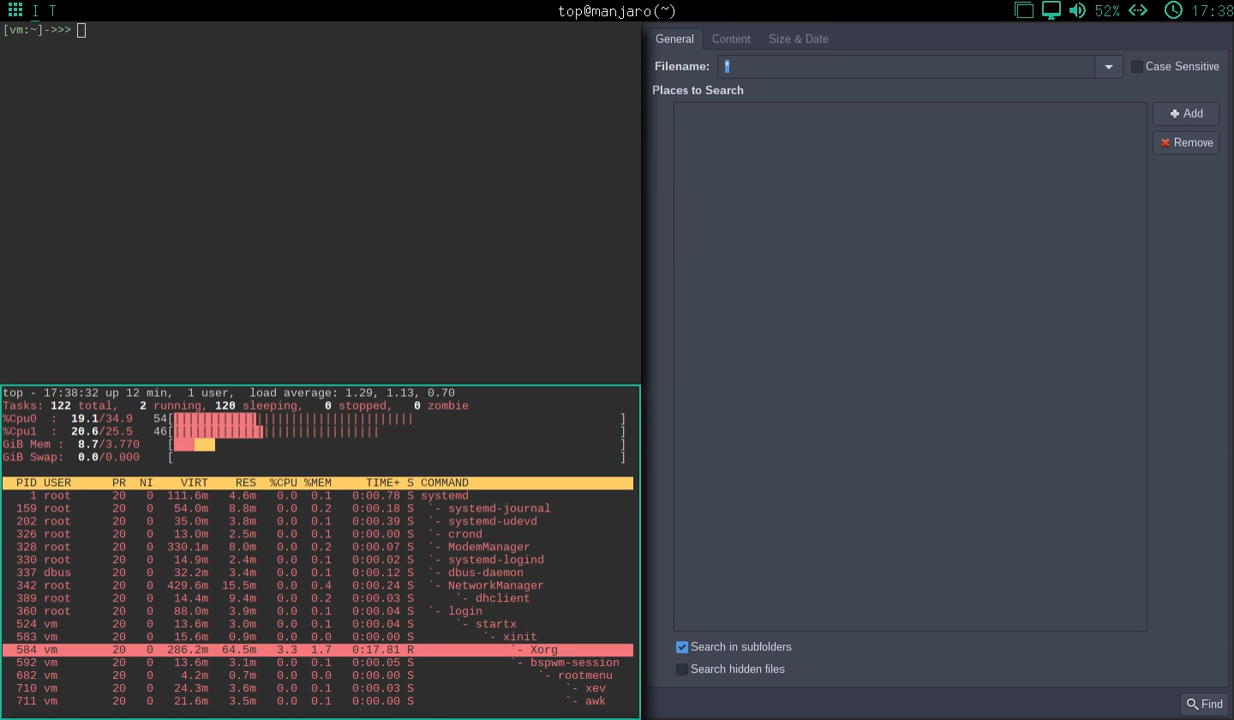 I T top@manjaro(~) 52% 17:38
[vm:~]->>>
General Content Size & Date
Filename: * Case Sensitive
Places to Search
Add
Remove
Search in subfolders
Search hidden files
Find
top - 17:38:32 up 12 min, 1 user, load average: 1.29, 1.13, 0.70
Tasks: 122 total, 2 running, 120 sleeping, 0 stopped, 0 zombie
%Cpu0 : 19.1/34.9 54[|||||||||||||||||||||||||||||||||| ]
%Cpu1 : 20.6/25.5 46[||||||||||||||||||||||||||||| ]
GiB Mem : 8.7/3.770 [ ]
GiB Swap: 0.0/0.000 [ ]
PID USER PR NI VIRT RES %CPU %MEM TIME+ S COMMAND
1 root 20 0 111.6m 4.6m 0.0 0.1 0:00.78 S systemd
159 root 20 0 54.0m 8.8m 0.0 0.2 0:00.18 S `- systemd-journal
202 root 20 0 35.0m 3.8m 0.0 0.1 0:00.39 S `- systemd-udevd
326 root 20 0 13.0m 2.5m 0.0 0.1 0:00.00 S `- crond
328 root 20 0 330.1m 8.0m 0.0 0.2 0:00.07 S `- ModemManager
330 root 20 0 14.9m 2.4m 0.0 0.1 0:00.02 S `- systemd-logind
337 dbus 20 0 32.2m 3.4m 0.0 0.1 0:00.12 S `- dbus-daemon
342 root 20 0 429.6m 15.5m 0.0 0.4 0:00.24 S `- NetworkManager
389 root 20 0 14.4m 9.4m 0.0 0.2 0:00.03 S `- dhclient
360 root 20 0 88.0m 3.9m 0.0 0.1 0:00.04 S `- login
524 vm 20 0 13.6m 3.0m 0.0 0.1 0:00.04 S `- startx
583 vm 20 0 15.6m 0.9m 0.0 0.0 0:00.00 S `- xinit
584 vm 20 0 286.2m 64.5m 3.3 1.7 0:17.81 R `- Xorg
592 vm 20 0 13.6m 3.1m 0.0 0.1 0:00.05 S `- bspwm-session
682 vm 20 0 4.2m 0.7m 0.0 0.0 0:00.00 S `- rootmenu
710 vm 20 0 24.3m 3.6m 0.0 0.1 0:00.03 S `- xev
711 vm 20 0 21.6m 3.5m 0.0 0.1 0:00.00 S `- awk